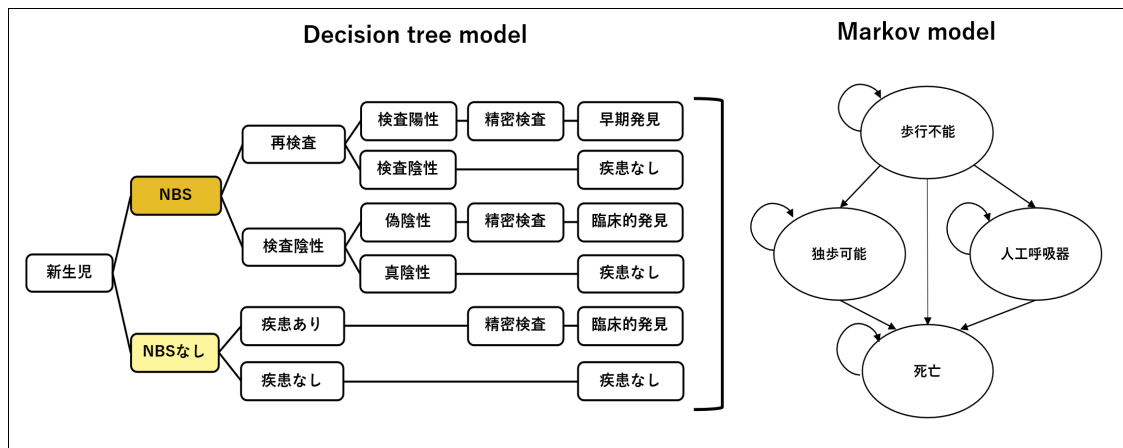 Decision tree model
新生児
NBS
再検査
検査陽性
精密検査
早期発見
検査陰性
疾患なし
検査陰性
偽陰性
精密検査
臨床的発見
真陰性
疾患なし
NBSなし
疾患あり
精密検査
臨床的発見
疾患なし
疾患なし
Markov model
歩行不能
独歩可能
人工呼吸器
死亡